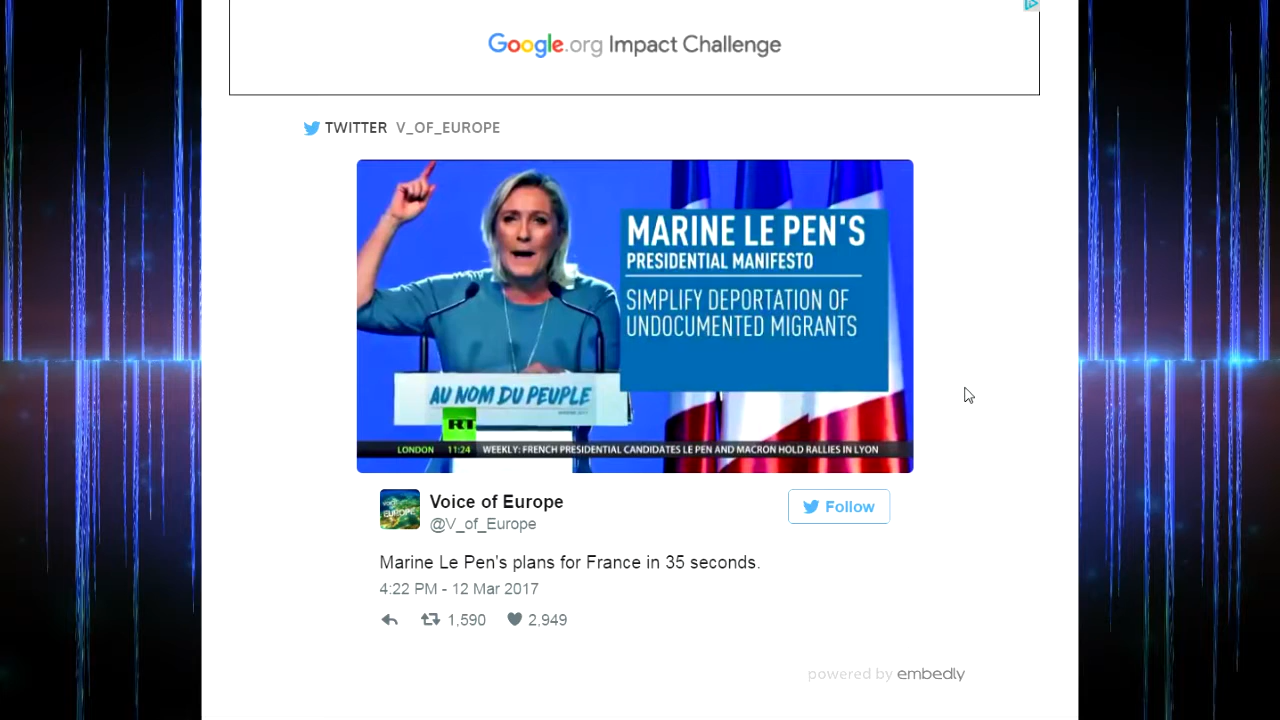 Google.org Impact Challenge
TWITTER V_OF_EUROPE
MARINE LE PEN'S
PRESIDENTIAL MANIFESTO
SIMPLIFY DEPORTATION OF
UNDOCUMENTED MIGRANTS
AU NOM DU PEUPLE
RT
LONDON 11:24 WEEKLY: FRENCH PRESIDENTIAL CANDIDATES LE PEN AND MACRON HOLD RALLIES IN LYON
VOICE OF
EUROPE
Voice of Europe
@V_of_Europe
Follow
Marine Le Pen's plans for France in 35 seconds.
4:22 PM - 12 Mar 2017
1,590 2,949
powered by embedly